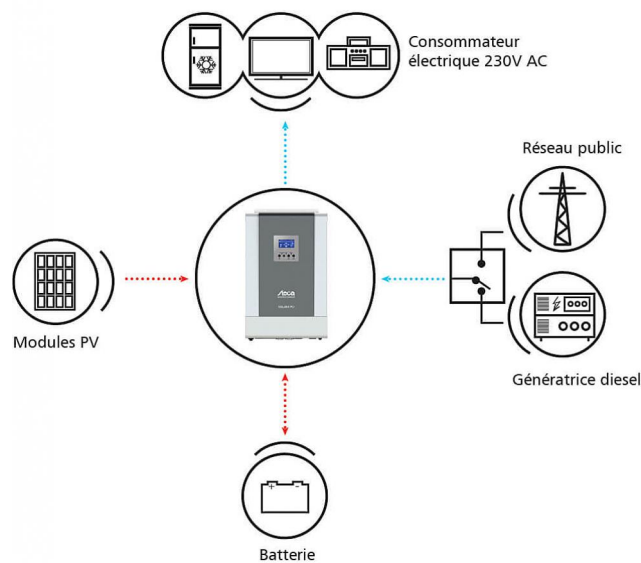 Consommateur
électrique 230V AC
Réseau public
Steca
Modules PV
Génératrice diesel
+ -
Batterie